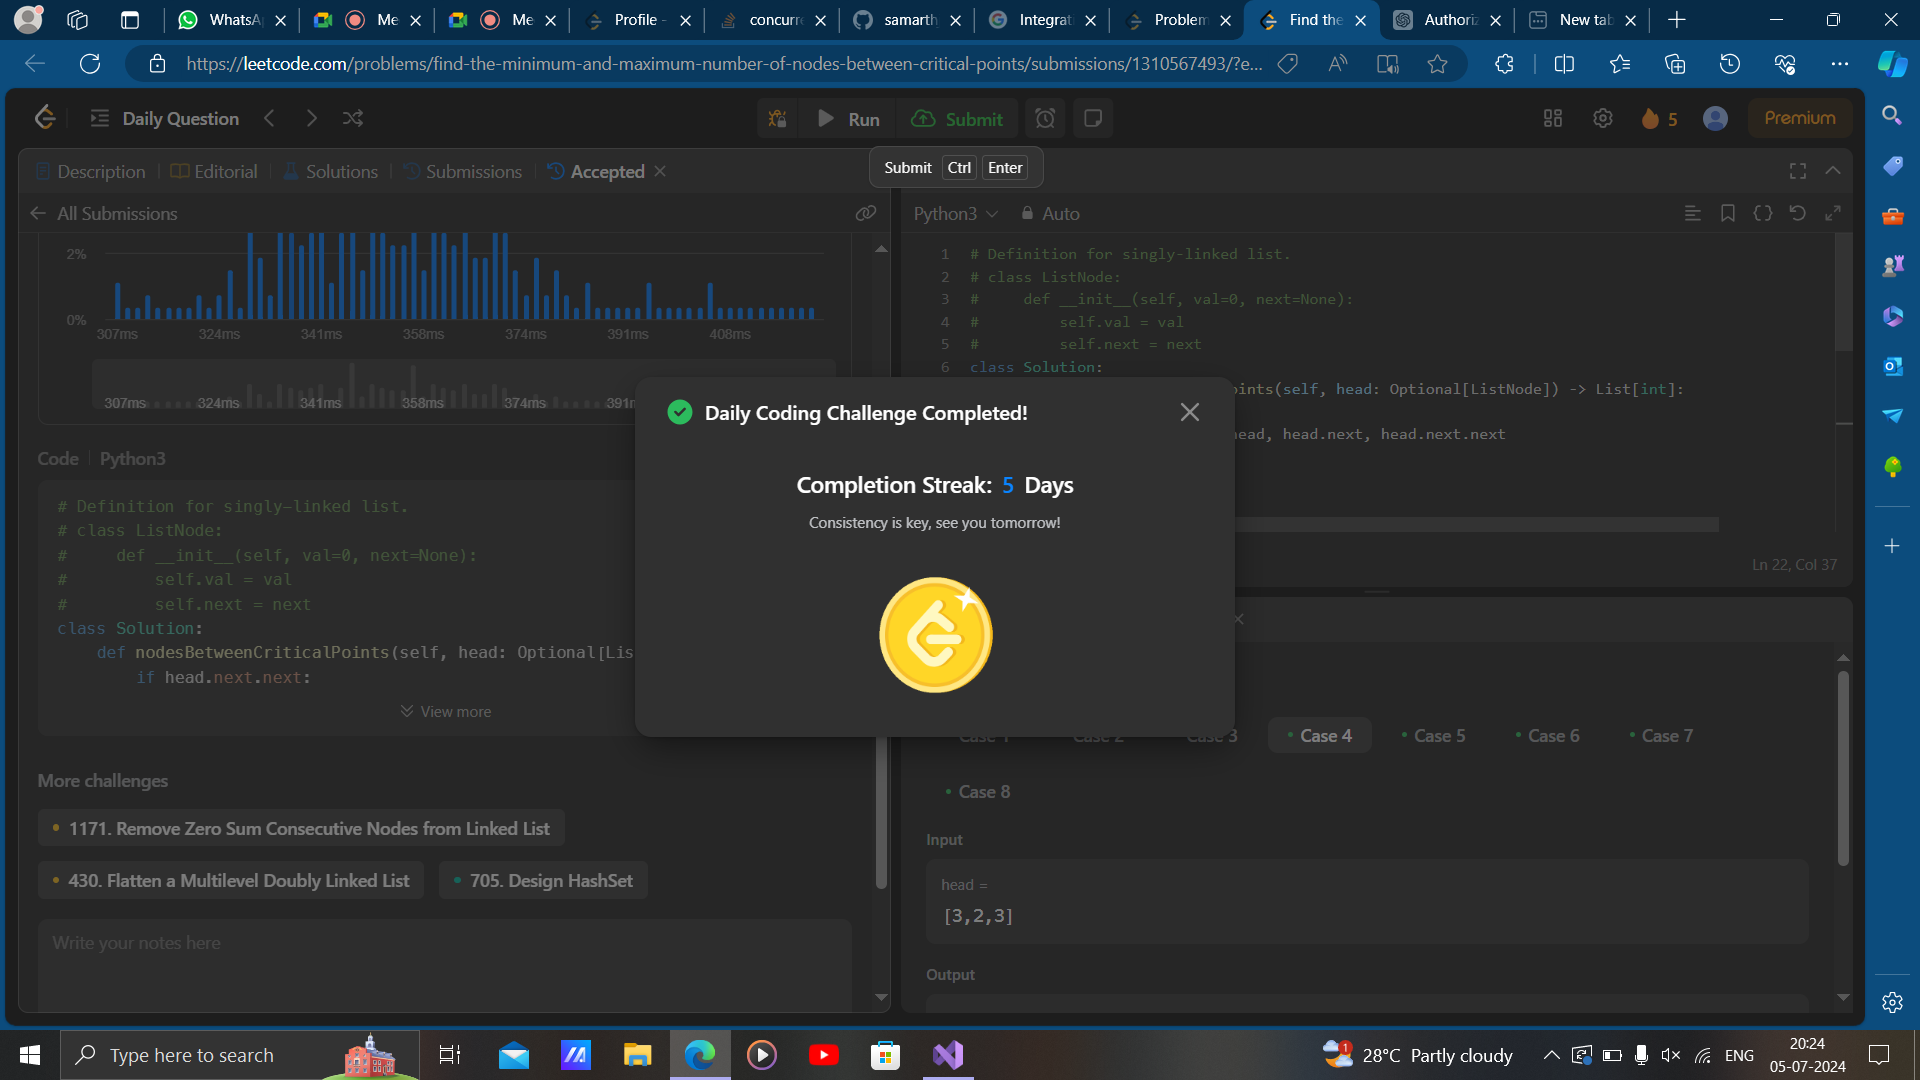 WhatsA
Me
Me
Profile -
concurre
samarth
Integrat
Problem
Find the
Authoriz
New tab
https://leetcode.com/problems/find-the-minimum-and-maximum-number-of-nodes-between-critical-points/submissions/1310567493/?e...
Daily Question
Run
Submit
5
Premium
Description
Editorial
Solutions
Submissions
Accepted
Submit Ctrl Enter
All Submissions
2%
0%
307ms 324ms 341ms 358ms 374ms 391ms 408ms
307ms 324ms 341ms 358ms 374ms
Code Python3
# Definition for singly-linked list.
# class ListNode:
#     def __init__(self, val=0, next=None):
#         self.val = val
#         self.next = next
class Solution:
    def nodesBetweenCriticalPoints(self, head: Optional[Lis
        if head.next.next:
View more
More challenges
1171. Remove Zero Sum Consecutive Nodes from Linked List
430. Flatten a Multilevel Doubly Linked List
705. Design HashSet
Write your notes here
Python3 Auto
1 # Definition for singly-linked list.
2 # class ListNode:
3 #     def __init__(self, val=0, next=None):
4 #         self.val = val
5 #         self.next = next
6 class Solution:
ints(self, head: Optional[ListNode]) -> List[int]:
head, head.next, head.next.next
Ln 22, Col 37
Daily Coding Challenge Completed!
Completion Streak: 5 Days
Consistency is key, see you tomorrow!
Case 1 Case 2 Case 3 Case 4 Case 5 Case 6 Case 7
Case 8
Input
head =
[3,2,3]
Output
Type here to search
1
28°C Partly cloudy
ENG
20:24
05-07-2024